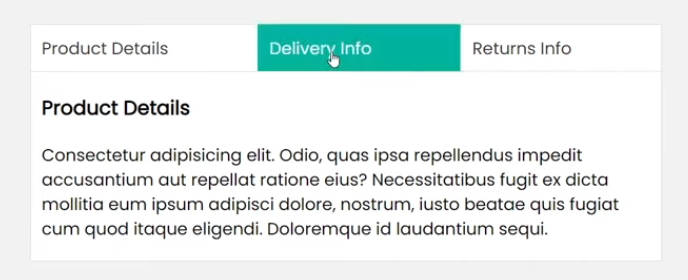 Product Details
Delivery Info
Returns Info
Product Details
Consectetur adipisicing elit. Odio, quas ipsa repellendus impedit
accusantium aut repellat ratione eius? Necessitatibus fugit ex dicta
mollitia eum ipsum adipisci dolore, nostrum, iusto beatae quis fugiat
cum quod itaque eligendi. Doloremque id laudantium sequi.